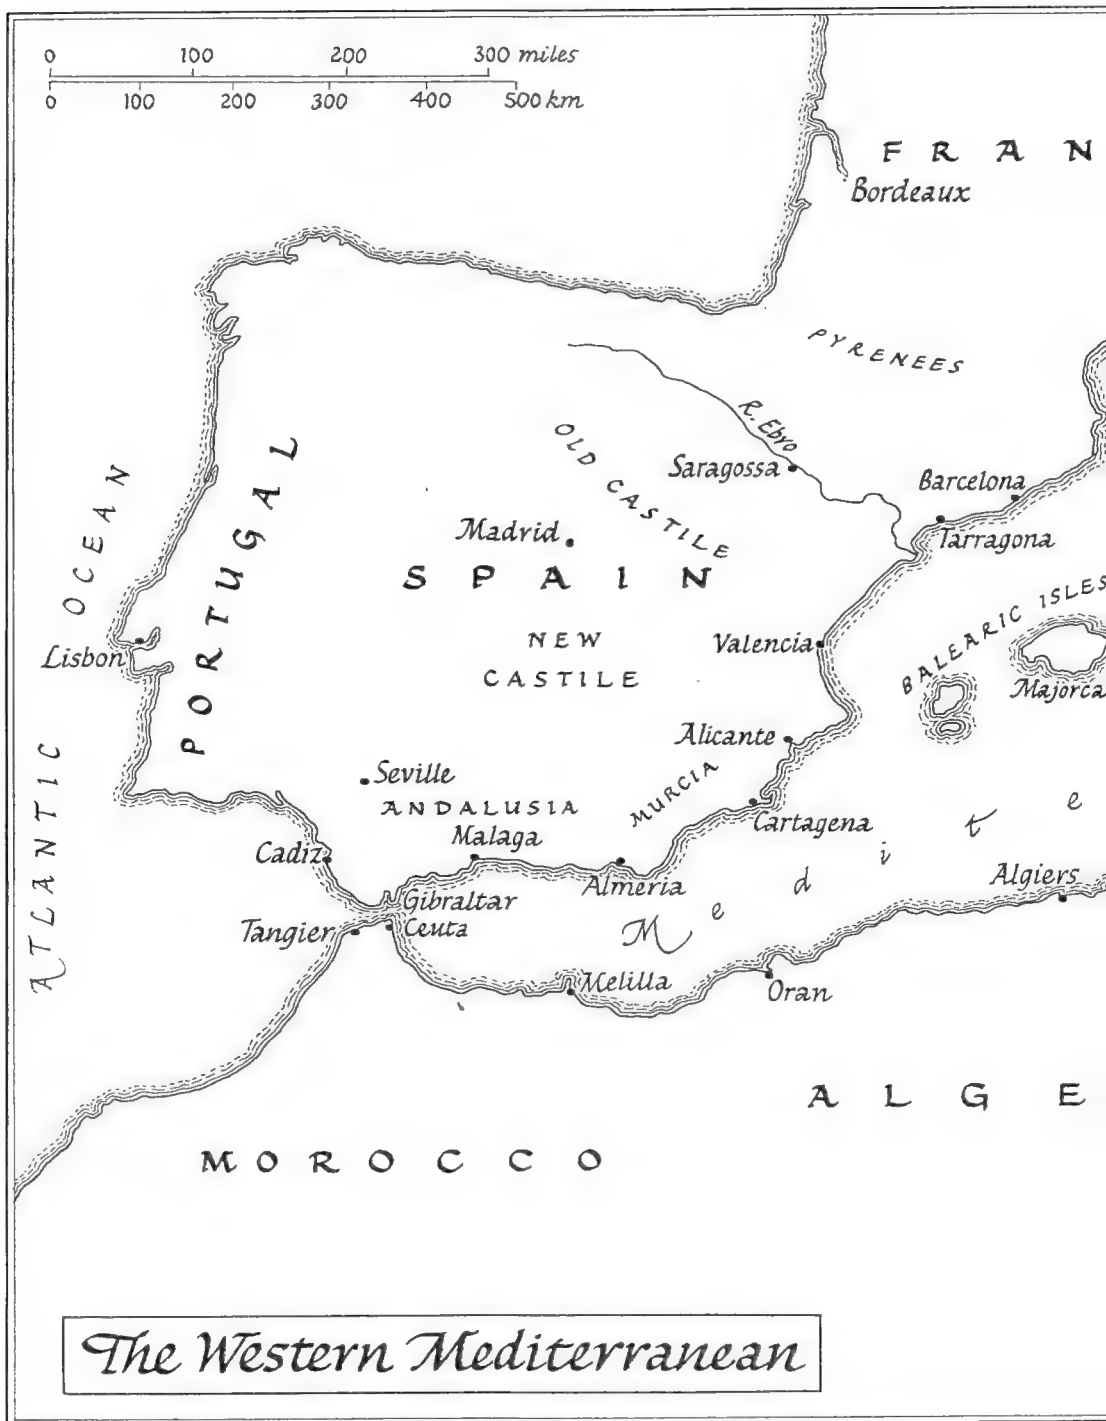 0 100 200 300 miles
0 100 200 300 400 500 km
FRAN
Bordeaux
PYRENEES
R. Ebro
OLD CASTILE
Saragossa
Barcelona
Tarragona
Madrid
SPAIN
PORTUGAL
ATLANTIC OCEAN
NEW
CASTILE
Lisbon
Valencia
BALEARIC ISLES
Majorca
Alicante
MURCIA
Seville
ANDALUSIA
Malaga
Cartagena
Cadiz
Almeria
Gibraltar
Ceuta
Tangier
Medite
Algiers
Melilla
Oran
ALGE
MOROCCO
The Western Mediterranean